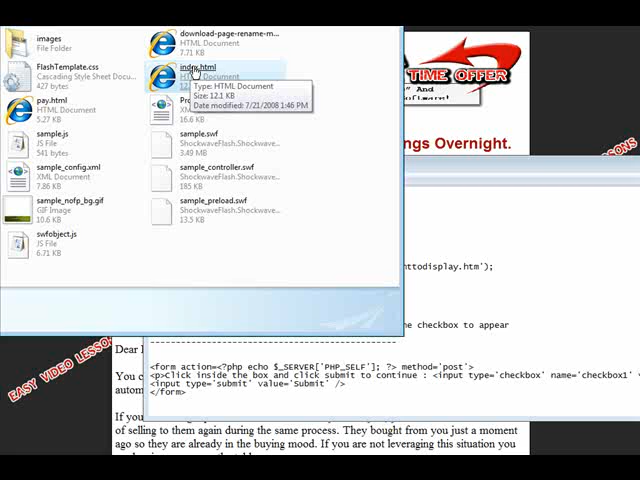 images
File Folder
FlashTemplate.css
Cascading Style Sheet Docu...
427 bytes
pay.html
HTML Document
5.27 KB
sample.js
JS File
541 bytes
sample_config.xml
XML Document
7.86 KB
sample_nofp_bg.gif
GIF Image
10.6 KB
swfobject.js
JS File
6.71 KB
download-page-rename-m...
HTML Document
7.71 KB
index.html
HTML Document
12.
Type: HTML Document
Size: 12.1 KB
Date modified: 7/21/2008 1:46 PM
Pro
XM
16.6 KB
sample.swf
ShockwaveFlash.Shockwave...
3.49 MB
sample_controller.swf
ShockwaveFlash.Shockwave...
185 KB
sample_preload.swf
ShockwaveFlash.Shockwave...
13.5 KB
TIME OFFER
" And
oftware!
ngs Overnight.
SSONS
nttodisplay.htm');
he checkbox to appear
--------------------------------------------------
<form action=<?php echo $_SERVER['PHP_SELF']; ?> method='post'>
<p>Click inside the box and click submit to continue : <input type='checkbox' name='checkbox1' v
<input type='submit' value='Submit' />
</form>
EASY VIDEO LESSO
Dear
You c
autom
If you
of selling to them again during the same process. They bought from you just a moment
ago so they are already in the buying mood. If you are not leveraging this situation you